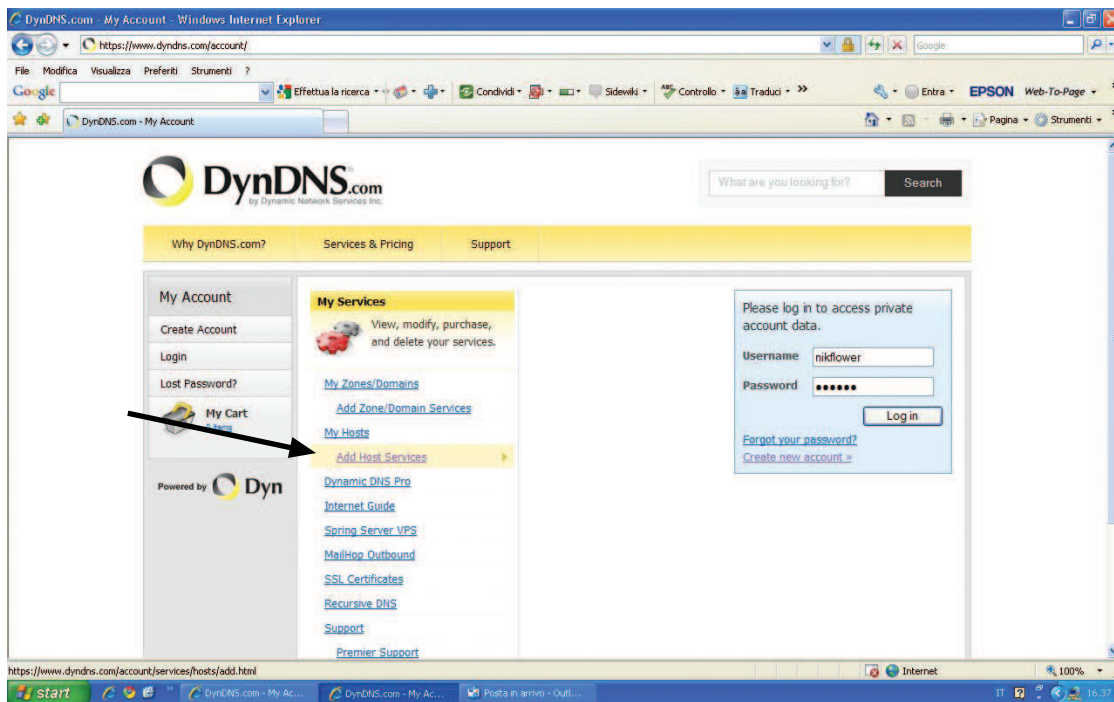 DynDNS.com - My Account - Windows Internet Explorer
https://www.dyndns.com/account/
Google
File Modifica Visualizza Preferiti Strumenti ?
Google Effettua la ricerca Condividi Sidewiki Controllo Traduci Entra EPSON Web-To-Page
DynDNS.com - My Account
Pagina Strumenti
DynDNS.com
by Dynamic Network Services Inc.
What are you looking for? Search
Why DynDNS.com? Services & Pricing Support
My Account
Create Account
Login
Lost Password?
My Cart
0 items
Powered by Dyn
My Services
View, modify, purchase,
and delete your services.
My Zones/Domains
Add Zone/Domain Services
My Hosts
Add Host Services
Dynamic DNS Pro
Internet Guide
Spring Server VPS
MailHop Outbound
SSL Certificates
Recursive DNS
Support
Premier Support
Please log in to access private
account data.
Username nikflower
Password ●●●●●●
Log in
Forgot your password?
Create new account »
https://www.dyndns.com/account/services/hosts/add.html
Internet 100%
start DynDNS.com - My Ac... DynDNS.com - My Ac... Posta in arrivo - Outl... IT 16.37